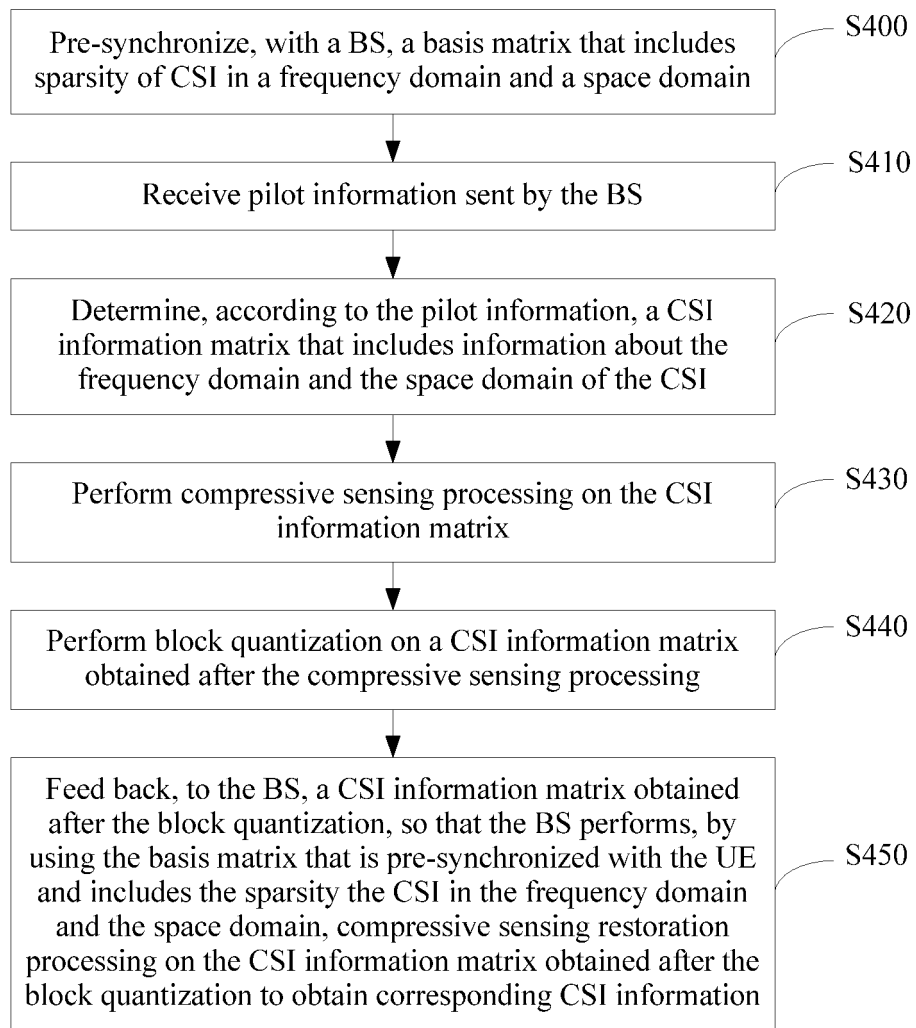 Pre-synchronize, with a BS, a basis matrix that includes
sparsity of CSI in a frequency domain and a space domain
S400
Receive pilot information sent by the BS
S410
Determine, according to the pilot information, a CSI
information matrix that includes information about the
frequency domain and the space domain of the CSI
S420
Perform compressive sensing processing on the CSI
information matrix
S430
Perform block quantization on a CSI information matrix
obtained after the compressive sensing processing
S440
Feed back, to the BS, a CSI information matrix obtained
after the block quantization, so that the BS performs, by
using the basis matrix that is pre-synchronized with the UE
and includes the sparsity the CSI in the frequency domain
and the space domain, compressive sensing restoration
processing on the CSI information matrix obtained after the
block quantization to obtain corresponding CSI information
S450